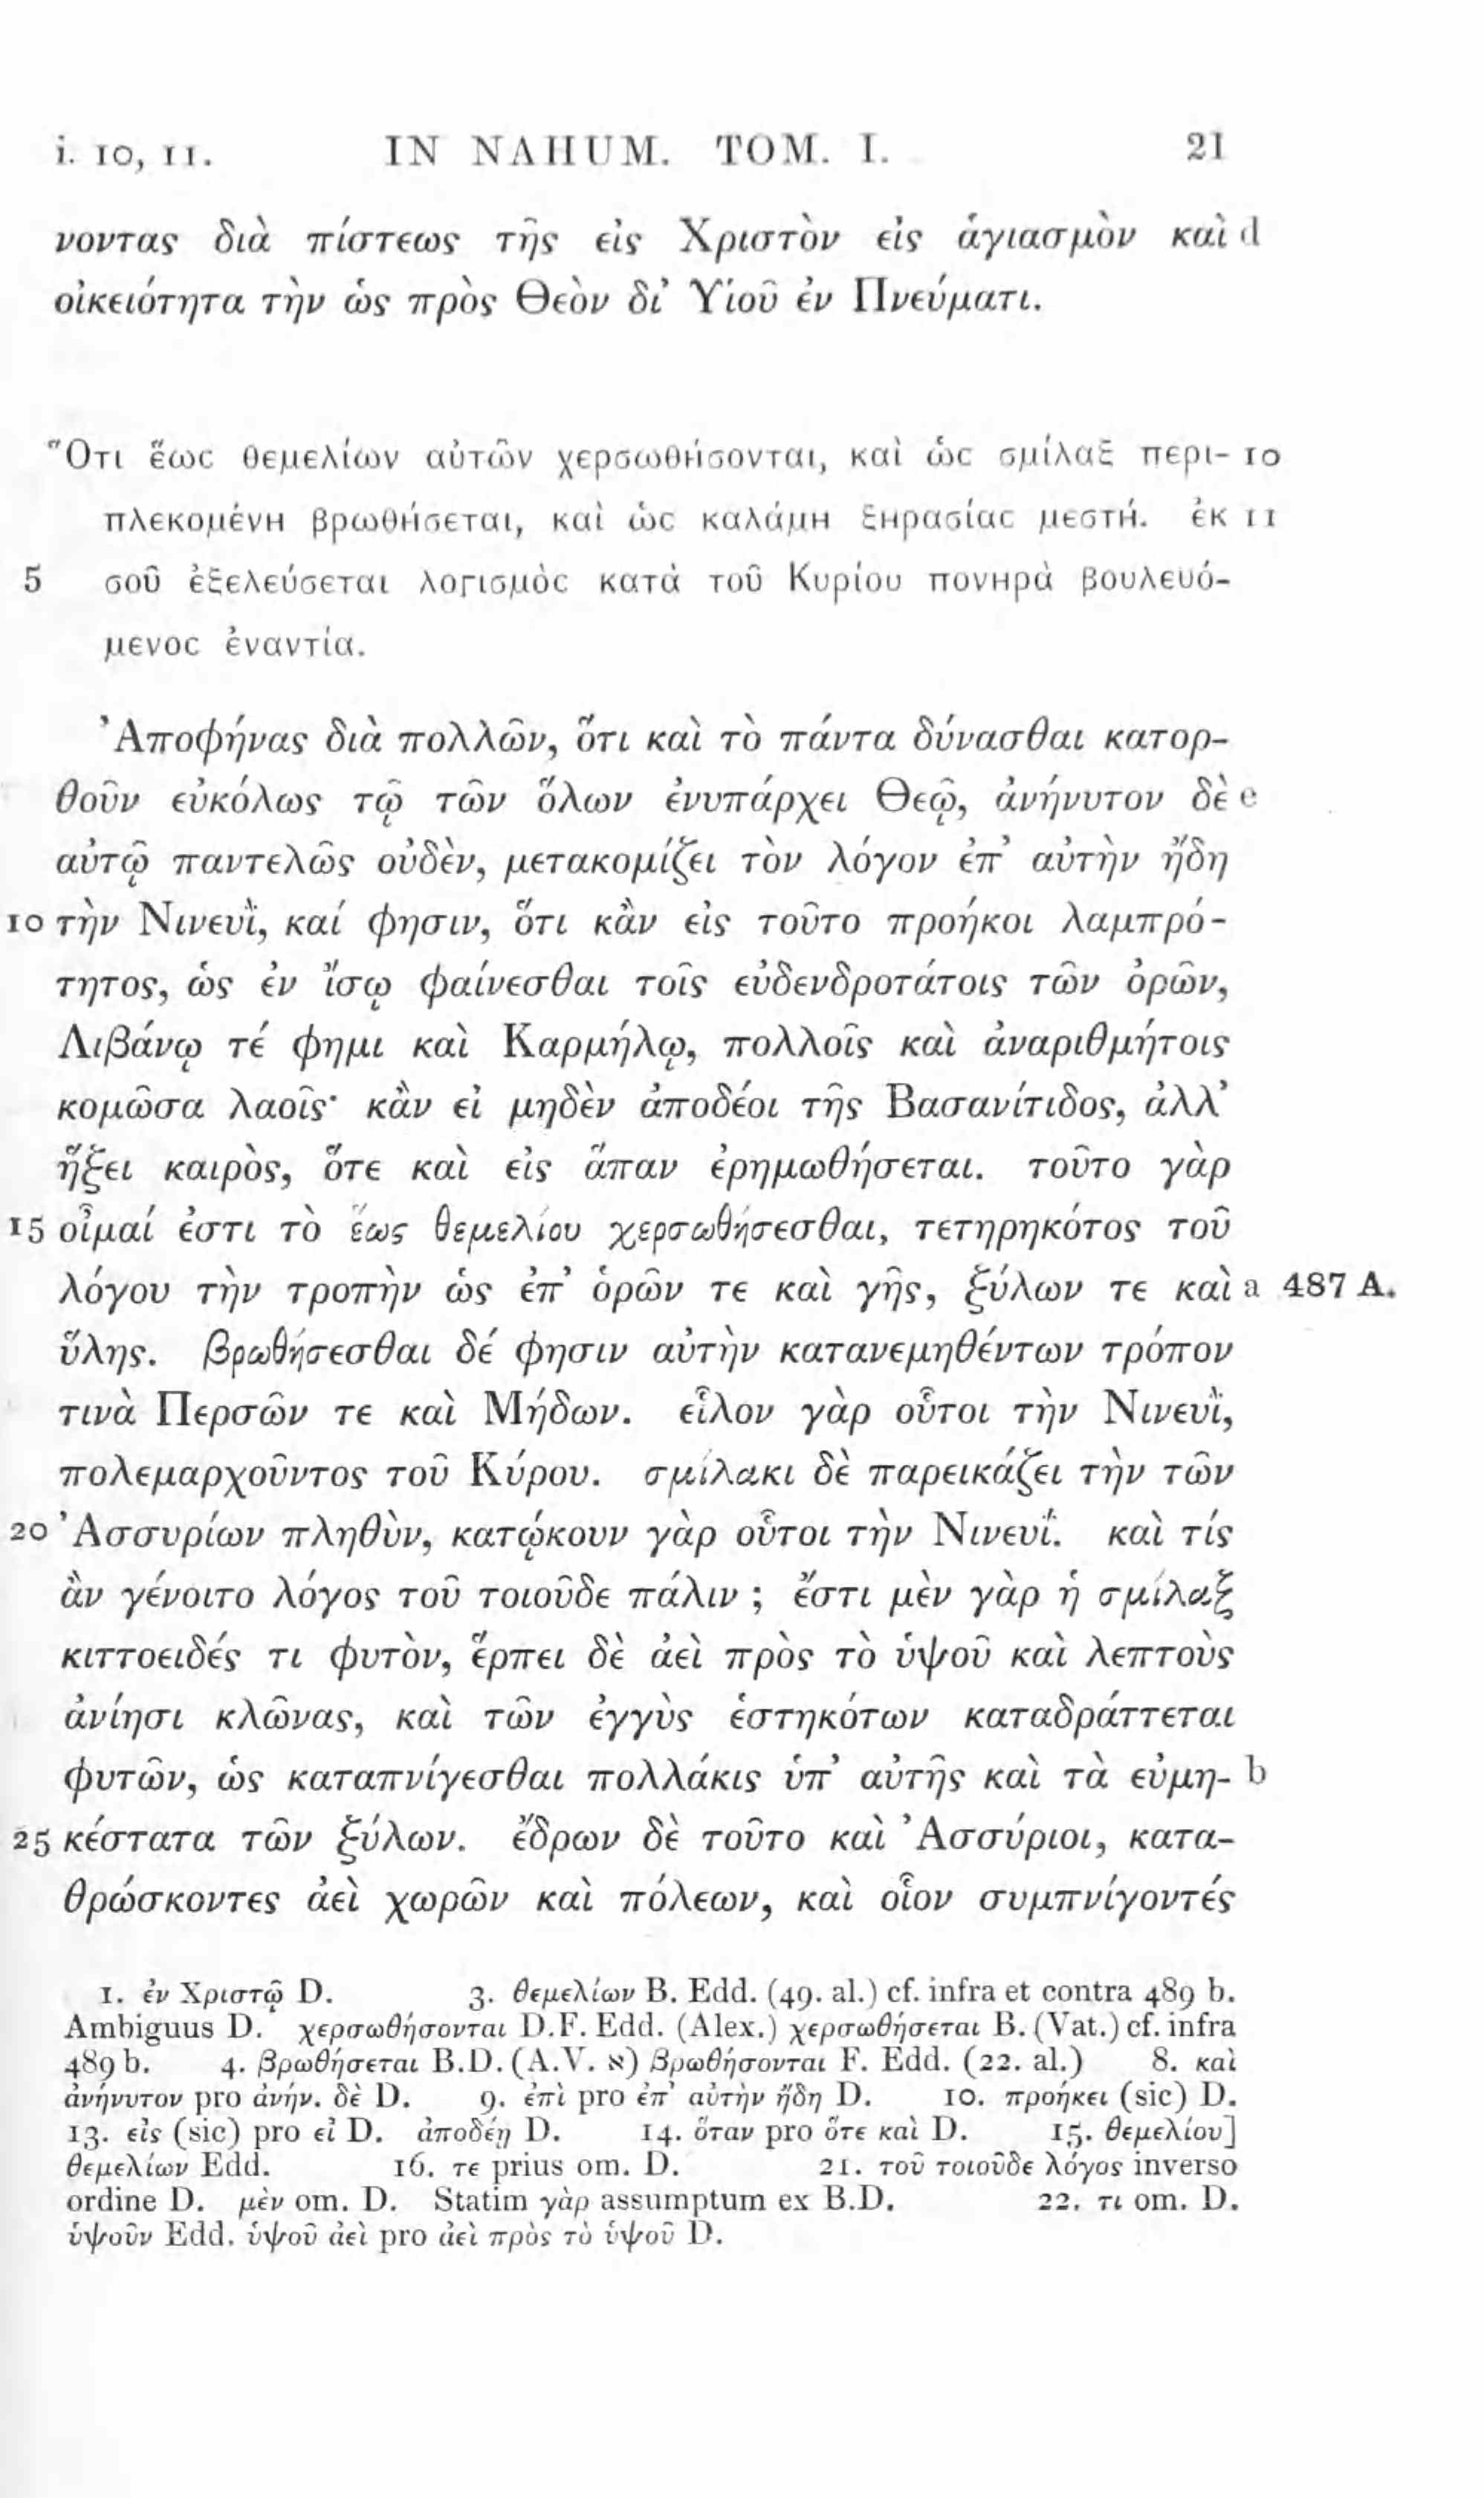 i. 10, 11. IN NAHUM. TOM. I. 21
νοντας διὰ πίστεως τῆς εἰς Χριστὸν εἰς ἁγιασμὸν καὶ d
οἰκειότητα τὴν ὡς πρὸς Θεὸν δι’ Υἱοῦ ἐν Πνεύματι.
Ὅτι ἕως θεμελίων αὐτῶν χερσωθήσονται, καὶ ὡς σμίλαξ περι- 10
πλεκομένη βρωθήσεται, καὶ ὡς καλάμη ξηρασίας μεστή. ἐκ 11
5 σοῦ ἐξελεύσεται λογισμὸς κατὰ τοῦ Κυρίου πονηρὰ βουλευό-
μενος ἐναντία.
Ἀποφήνας διὰ πολλῶν, ὅτι καὶ τὸ πάντα δύνασθαι κατορ-
θοῦν εὐκόλως τῷ τῶν ὅλων ἐνυπάρχει Θεῷ, ἀνήνυτον δὲ e
αὐτῷ παντελῶς οὐδὲν, μετακομίζει τὸν λόγον ἐπ’ αὐτὴν ἤδη
10 τὴν Νινευῒ, καί φησιν, ὅτι κἂν εἰς τοῦτο προήκοι λαμπρό-
τητος, ὡς ἐν ἴσῳ φαίνεσθαι τοῖς εὐδενδροτάτοις τῶν ὀρῶν,
Λιβάνῳ τέ φημι καὶ Καρμήλῳ, πολλοῖς καὶ ἀναριθμήτοις
κομῶσα λαοῖς· κἂν εἰ μηδὲν ἀποδέοι τῆς Βασανίτιδος, ἀλλ’
ἥξει καιρὸς, ὅτε καὶ εἰς ἅπαν ἐρημωθήσεται. τοῦτο γὰρ
15 οἶμαί ἐστι τὸ ἕως θεμελίου χερσωθήσεσθαι, τετηρηκότος τοῦ
λόγου τὴν τροπὴν ὡς ἐπ’ ὀρῶν τε καὶ γῆς, ξύλων τε καὶ a 487 A.
ὕλης. βρωθήσεσθαι δέ φησιν αὐτὴν κατανεμηθέντων τρόπον
τινὰ Περσῶν τε καὶ Μήδων. εἷλον γὰρ οὗτοι τὴν Νινευῒ,
πολεμαρχοῦντος τοῦ Κύρου. σμίλακι δὲ παρεικάζει τὴν τῶν
20 Ἀσσυρίων πληθὺν, κατῴκουν γὰρ οὗτοι τὴν Νινευΐ. καὶ τίς
ἂν γένοιτο λόγος τοῦ τοιοῦδε πάλιν ; ἔστι μὲν γὰρ ἡ σμίλαξ
κιττοειδές τι φυτὸν, ἕρπει δὲ ἀεὶ πρὸς τὸ ὑψοῦ καὶ λεπτοὺς
ἀνίησι κλῶνας, καὶ τῶν ἐγγὺς ἑστηκότων καταδράττεται
φυτῶν, ὡς καταπνίγεσθαι πολλάκις ὑπ’ αὐτῆς καὶ τὰ εὐμη- b
25 κέστατα τῶν ξύλων. ἔδρων δὲ τοῦτο καὶ Ἀσσύριοι, κατα-
θρώσκοντες ἀεὶ χωρῶν καὶ πόλεων, καὶ οἷον συμπνίγοντές
1. ἐν Χριστῷ D. 3. θεμελίων B. Edd. (49. al.) cf. infra et contra 489 b.
Ambiguus D. χερσωθήσονται D.F. Edd. (Alex.) χερσωθήσεται B. (Vat.) cf. infra
489 b. 4. βρωθήσεται B.D. (A.V. א) βρωθήσονται F. Edd. (22. al.) 8. καὶ
ἀνήνυτον pro ἀνήν. δὲ D. 9. ἐπὶ pro ἐπ’ αὐτὴν ἤδη D. 10. προήκει (sic) D.
13. εἰς (sic) pro εἰ D. ἀποδέῃ D. 14. ὅταν pro ὅτε καὶ D. 15. θεμελίου]
θεμελίων Edd. 16. τε prius om. D. 21. τοῦ τοιοῦδε λόγος inverso
ordine D. μὲν om. D. Statim γὰρ assumptum ex B.D. 22. τι om. D.
ὑψοῦν Edd. ὑψοῦ ἀεὶ pro ἀεὶ πρὸς τὸ ὑψοῦ D.